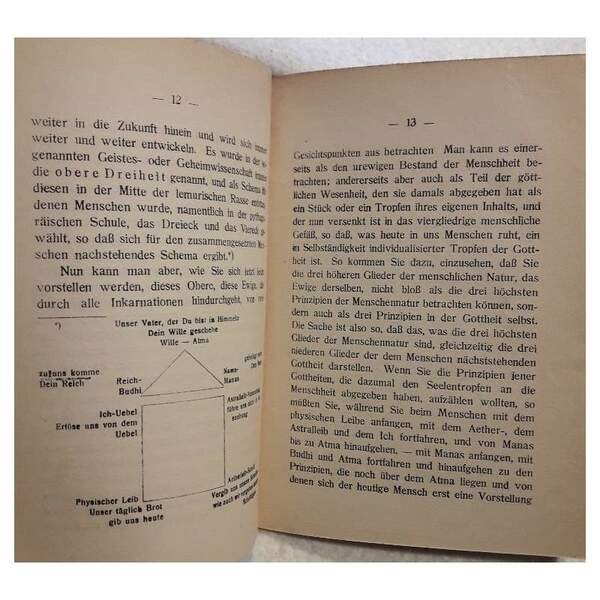 — 12 —
weiter in die Zukunft hinein und wird sich immer
weiter und weiter entwickeln. Es wurde in der
genannten Geistes- oder Geheimwissenschaft immer
die obere Dreiheit genannt, und als Schema
diesen in der Mitte der lemurischen Rasse
denen Menschen wurde, namentlich in der
räischen Schule, das Dreieck und das Viereck
wählt, so daß sich für den zusammengesetzten
schen nachstehendes Schema ergibt.*)
Nun kann man aber, wie Sie sich jetzt
vorstellen werden, dieses Obere, diese Ewige,
durch alle Inkarnationen hindurchgeht, von
*)
Unser Vater, der Du bist in Himmeln
Dein Wille geschehe
Wille — Atma
zu uns komme
Dein Reich
Reich-
Budhi
Name-
Manas
Ich-Uebel
Erlöse uns von dem
Uebel
führe uns
suchung
Physischer Leib
Unser täglich Brot
gib uns heute
Vergib uns unsere
wie auch wir
— 13 —
Gesichtspunkten aus betrachten Man kann es einer-
seits als den urewigen Bestand der Menschheit be-
trachten; andererseits aber auch als Teil der gött-
lichen Wesenheit, den sie damals abgegeben hat als
ein Stück oder ein Tropfen ihres eigenen Inhalts, und
der nun versenkt ist in das viergliedrige menschliche
Gefäß, so daß, was heute in uns Menschen ruht, ein
in Selbständigkeit individualisierter Tropfen der Gott-
heit ist. So kommen Sie dazu, einzusehen, daß Sie
die drei höheren Glieder der menschlichen Natur, das
Ewige derselben, nicht bloß als die drei höchsten
Prinzipien der Menschennatur betrachten können, son-
dern auch als drei Prinzipien in der Gottheit selbst.
Die Sache ist also so, daß das, was die drei höchsten
Glieder der Menschennatur sind, gleichzeitig die drei
niederen Glieder der dem Menschen nächststehenden
Gottheit darstellen. Wenn Sie die Prinzipien jener
Gottheiten, die dazumal den Seelentropfen an die
Menschheit abgegeben haben, aufzählen wollten, so
müßten Sie, während Sie beim Menschen mit dem
physischen Leibe anfangen, mit dem Aether-, dem
Astralleib und dem Ich fortfahren, und von Manas
bis zu Atma hinaufgehen, — mit Manas anfangen, mit
Budhi und Atma fortfahren und hinaufgehen zu den
Prinzipien, die noch über dem Atma liegen und von
denen sich der heutige Mensch erst eine Vorstellung